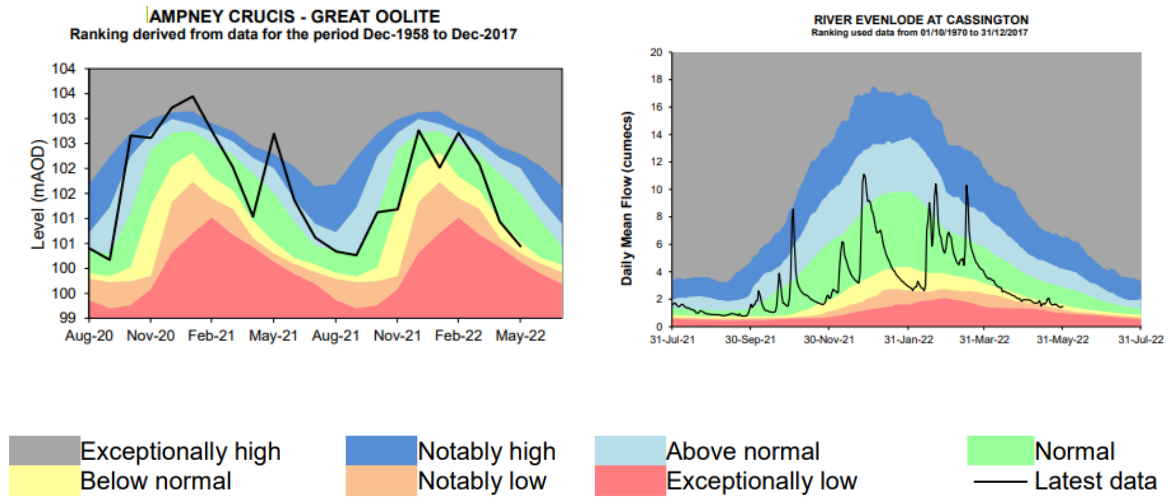 AMPNEY CRUCIS - GREAT OOLITE
Ranking derived from data for the period Dec-1958 to Dec-2017
Level (mAOD)
104
104
103
103
102
102
101
101
100
100
99
Aug-20 Nov-20 Feb-21 May-21 Aug-21 Nov-21 Feb-22 May-22
RIVER EVENLODE AT CASSINGTON
Ranking used data from 01/10/1970 to 31/12/2017
Daily Mean Flow (cumecs)
20
18
16
14
12
10
8
6
4
2
0
31-Jul-21 30-Sep-21 30-Nov-21 31-Jan-22 31-Mar-22 31-May-22 31-Jul-22
Exceptionally high Notably high Above normal Normal
Below normal Notably low Exceptionally low Latest data